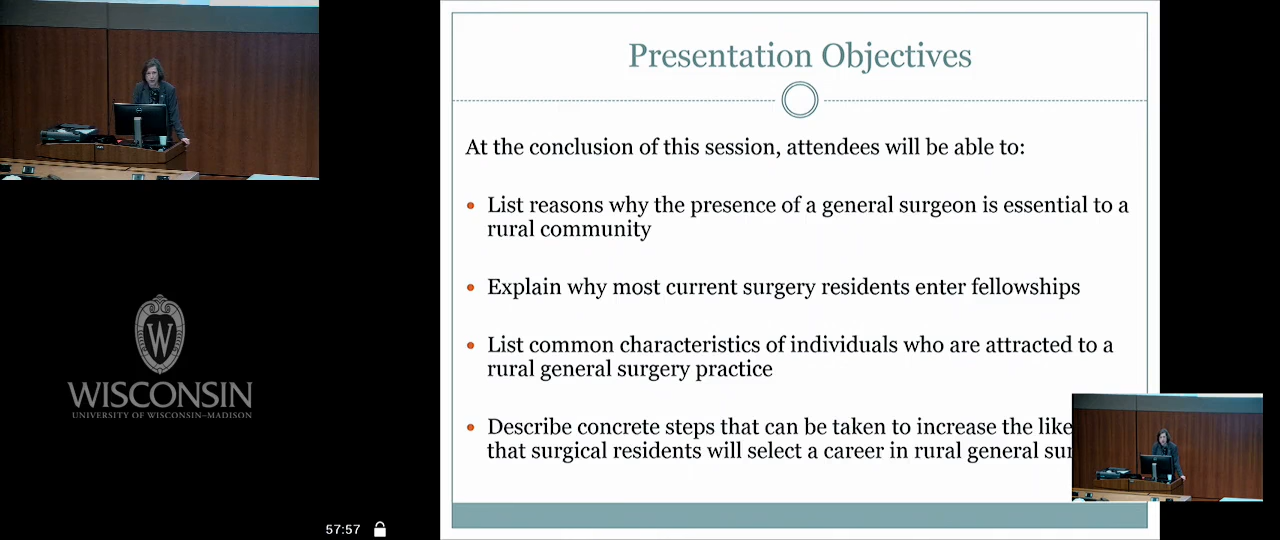 Presentation Objectives
At the conclusion of this session, attendees will be able to:
• List reasons why the presence of a general surgeon is essential to a
rural community
• Explain why most current surgery residents enter fellowships
• List common characteristics of individuals who are attracted to a
rural general surgery practice
• Describe concrete steps that can be taken to increase the like
that surgical residents will select a career in rural general sur
W
WISCONSIN
UNIVERSITY OF WISCONSIN–MADISON
57:57